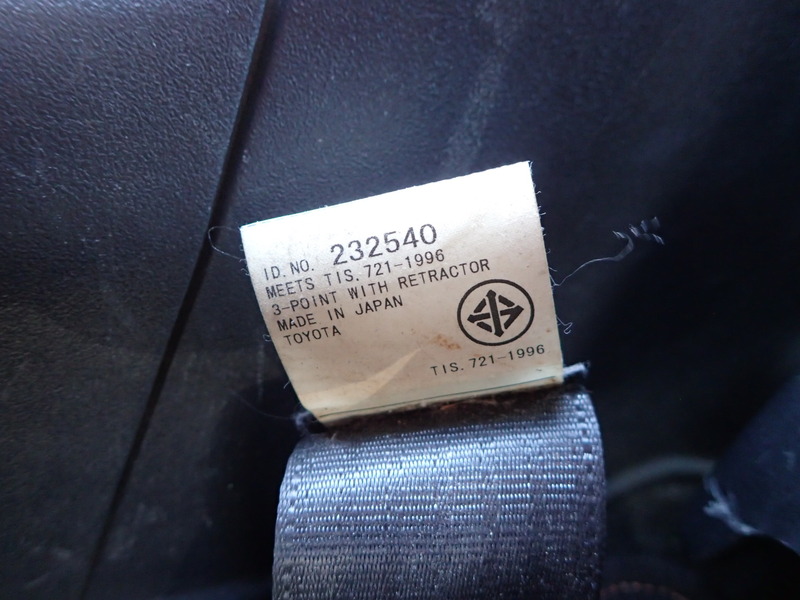 ID. NO. 232540
MEETS TIS. 721-1996
3-POINT WITH RETRACTOR
MADE IN JAPAN
TOYOTA
TIS. 721-1996